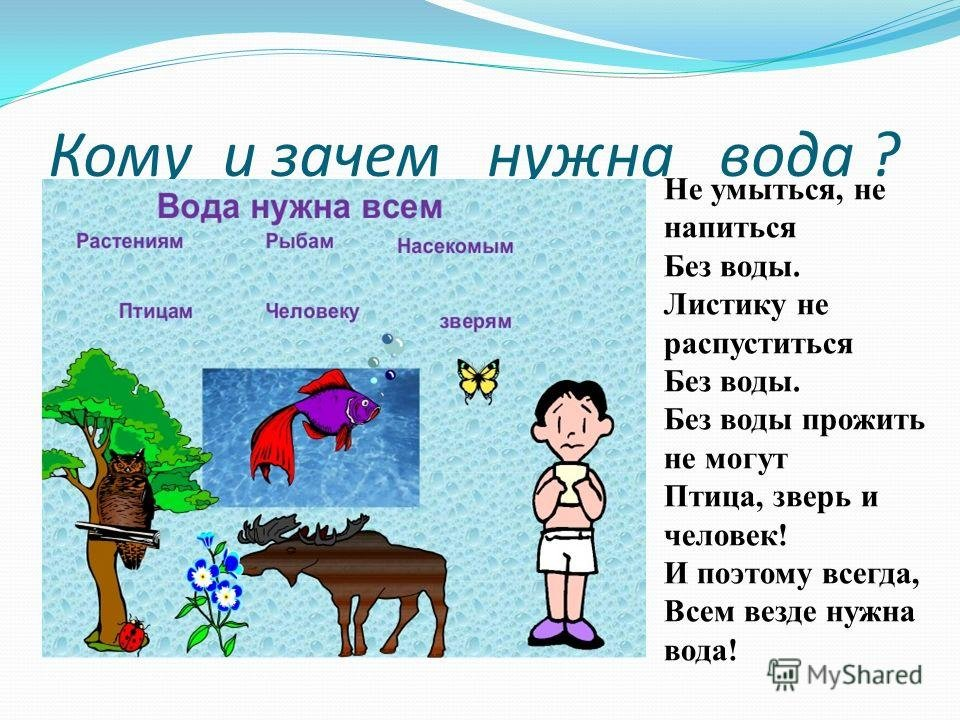 Кому и зачем нужна вода ?
Вода нужна всем
Растениям Рыбам Насекомым
Птицам Человеку зверям
Не умыться, не
напиться
Без воды.
Листику не
распуститься
Без воды.
Без воды прожить
не могут
Птица, зверь и
человек!
И поэтому всегда,
Всем везде нужна
вода!
MyShared